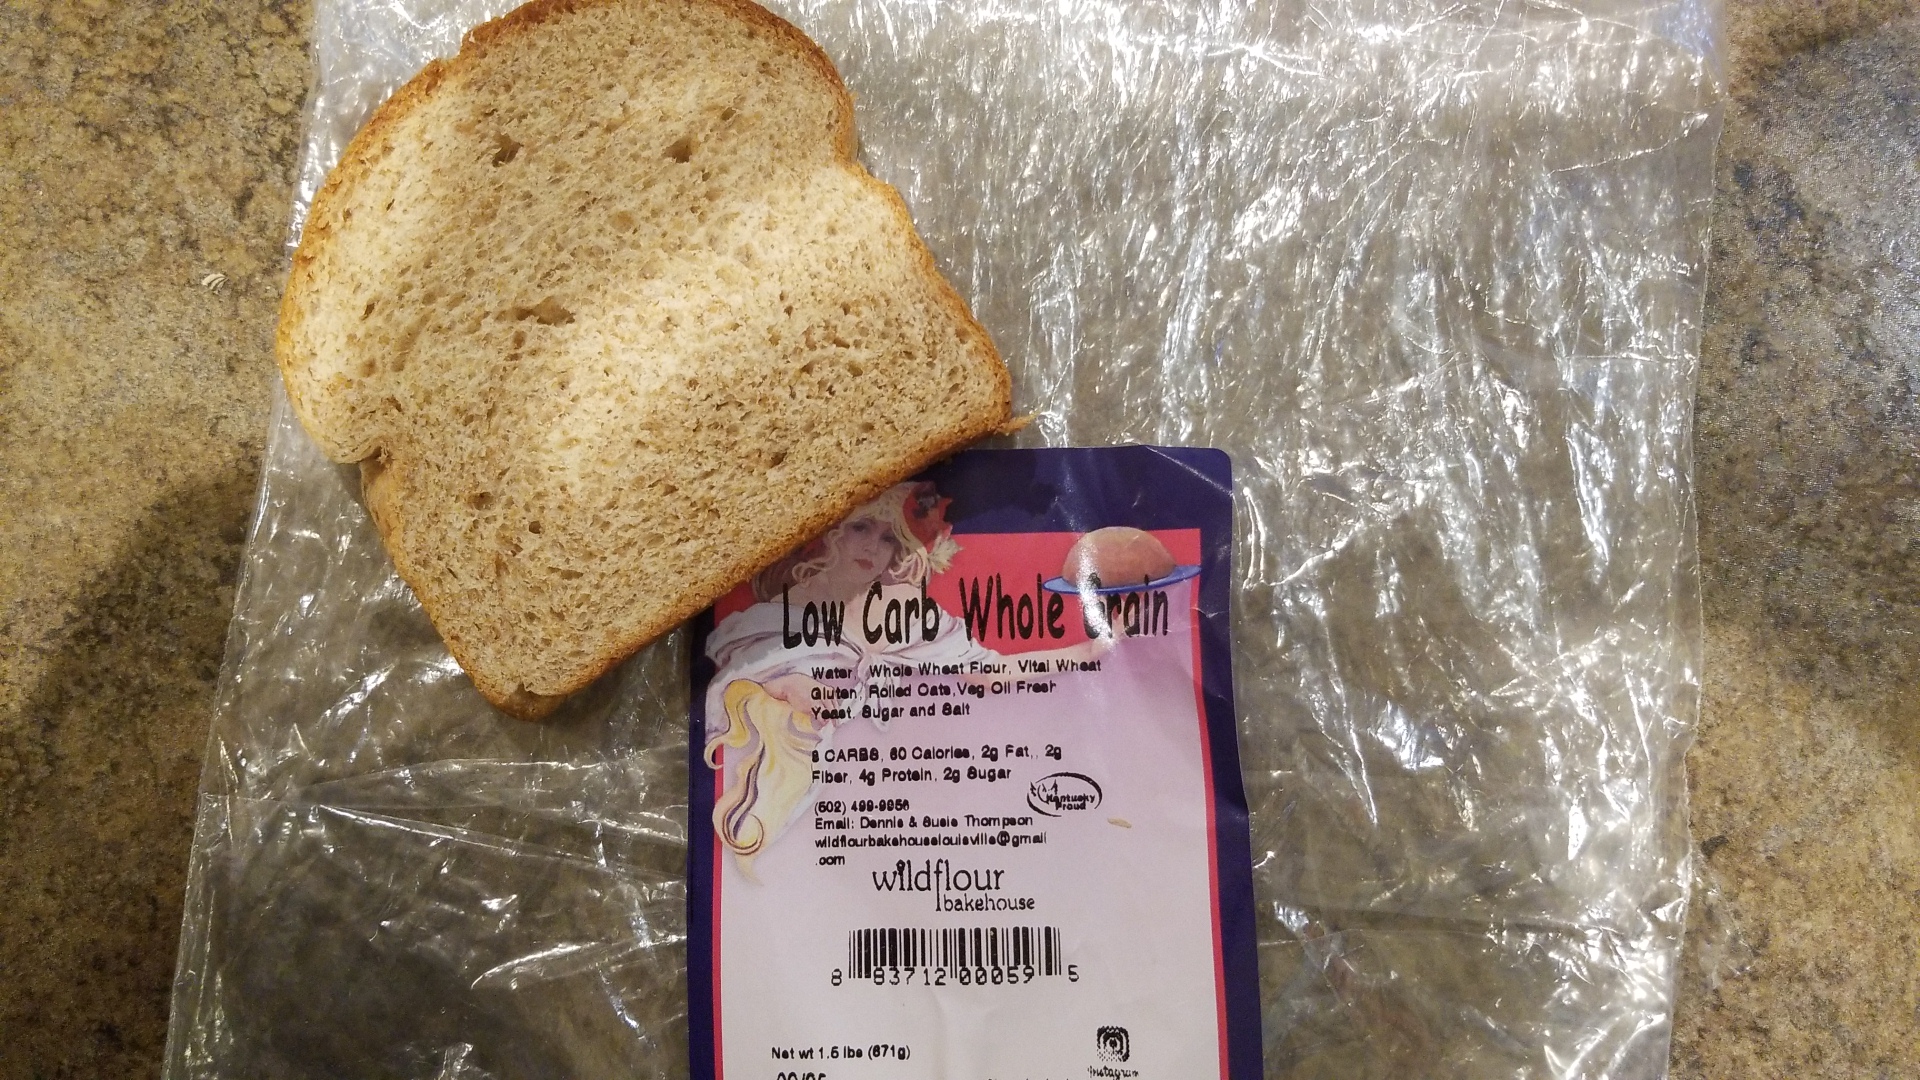 Low Carb Whole Grain
Water, Whole Wheat Flour, Vital Wheat
Gluten, Rolled Oats,Veg Oil Fresh
Yeast, Sugar and Salt
8 CARBS, 60 Calories, 2g Fat,, 2g
Fiber, 4g Protein, 2g Sugar
Kentucky
Proud
(502) 499-9956
Email: Dennis & Susie Thompson
wildflourbakehouselouisville@gmail
.com
wildflour
bakehouse
8 83712 00059 5
Net wt 1.5 lbs (671g)
Instagram